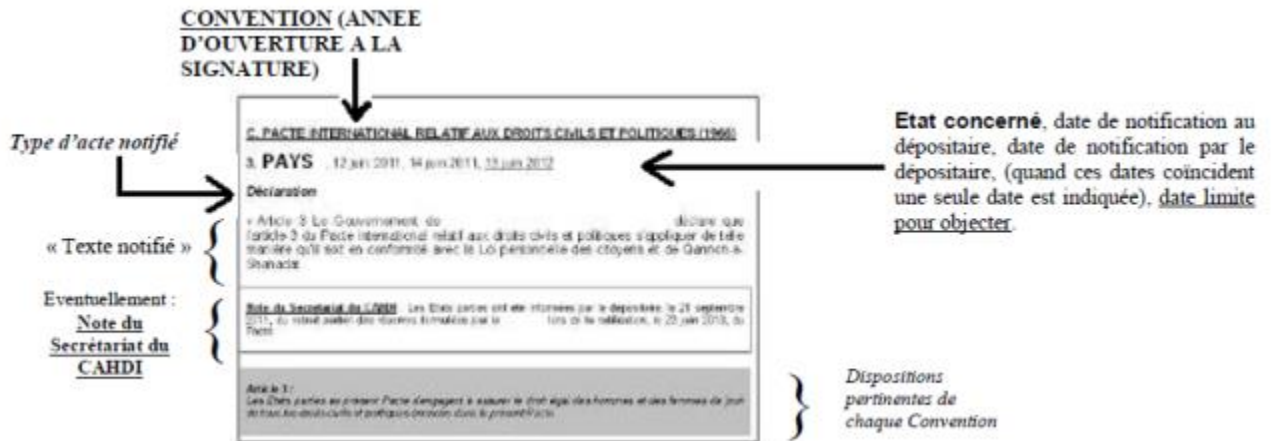 CONVENTION (ANNEE
D’OUVERTURE A LA
SIGNATURE)
Type d’acte notifié
C. PACTE INTERNATIONAL RELATIF AUX DROITS CIVILS ET POLITIQUES (1966)
3. PAYS , 12 juin 2011, 14 juin 2011, 13 juin 2012
Déclaration
« Article 3 Le Gouvernement de déclare que
l'article 3 du Pacte international relatif aux droits civils et politiques s'appliquer de telle
manière qu'il soit en conformité avec la Loi personnelle des citoyens et de
« Texte notifié »
Eventuellement :
Note du
Secrétariat du
CAHDI
Note du Secrétariat du CAHDI : Les Etats parties ont été informées par le dépositaire, le 21 septembre
2011, du retrait partiel des réserves formulées par le lors de la ratification, le 23 juin 2010, du
Pacte
Article 3 :
Les Etats parties au présent Pacte s'engagent à assurer le droit égal des hommes et des femmes de jouir
de tous les droits civils et politiques énoncés dans le présent Pacte.
Etat concerné, date de notification au
dépositaire, date de notification par le
dépositaire, (quand ces dates coïncident
une seule date est indiquée), date limite
pour objecter.
Dispositions
pertinentes de
chaque Convention